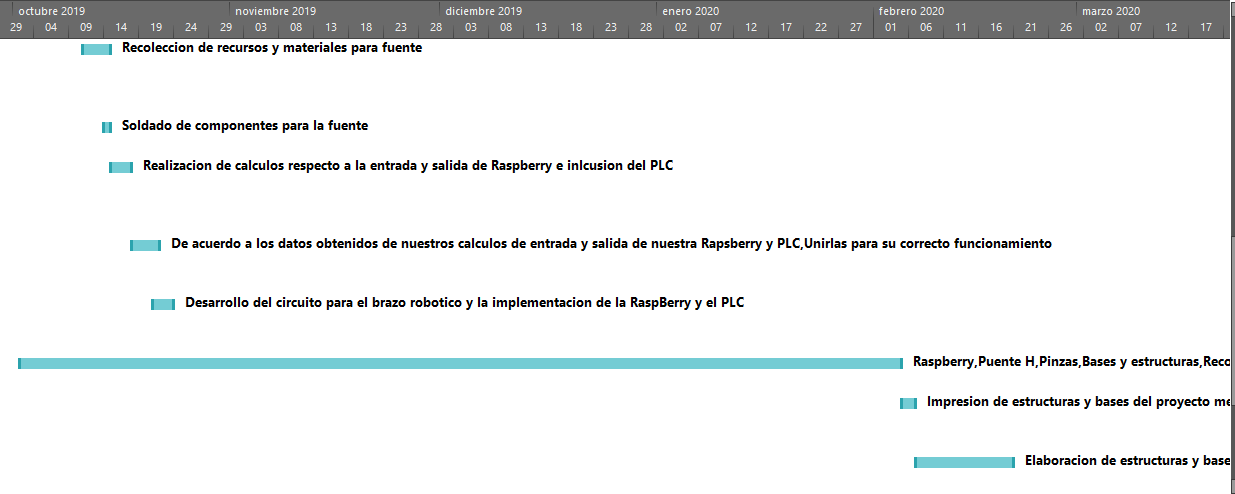 octubre 2019 noviembre 2019 diciembre 2019 enero 2020 febrero 2020 marzo 2020
29 04 09 14 19 24 29 03 08 13 18 23 28 03 08 13 18 23 28 02 07 12 17 22 27 01 06 11 16 21 26 02 07 12 17
Recoleccion de recursos y materiales para fuente
Soldado de componentes para la fuente
Realizacion de calculos respecto a la entrada y salida de Raspberry e inlcusion del PLC
De acuerdo a los datos obtenidos de nuestros calculos de entrada y salida de nuestra Rapsberry y PLC,Unirlas para su correcto funcionamiento
Desarrollo del circuito para el brazo robotico y la implementacion de la RaspBerry y el PLC
Raspberry,Puente H,Pinzas,Bases y estructuras,Reco
Impresion de estructuras y bases del proyecto me
Elaboracion de estructuras y base